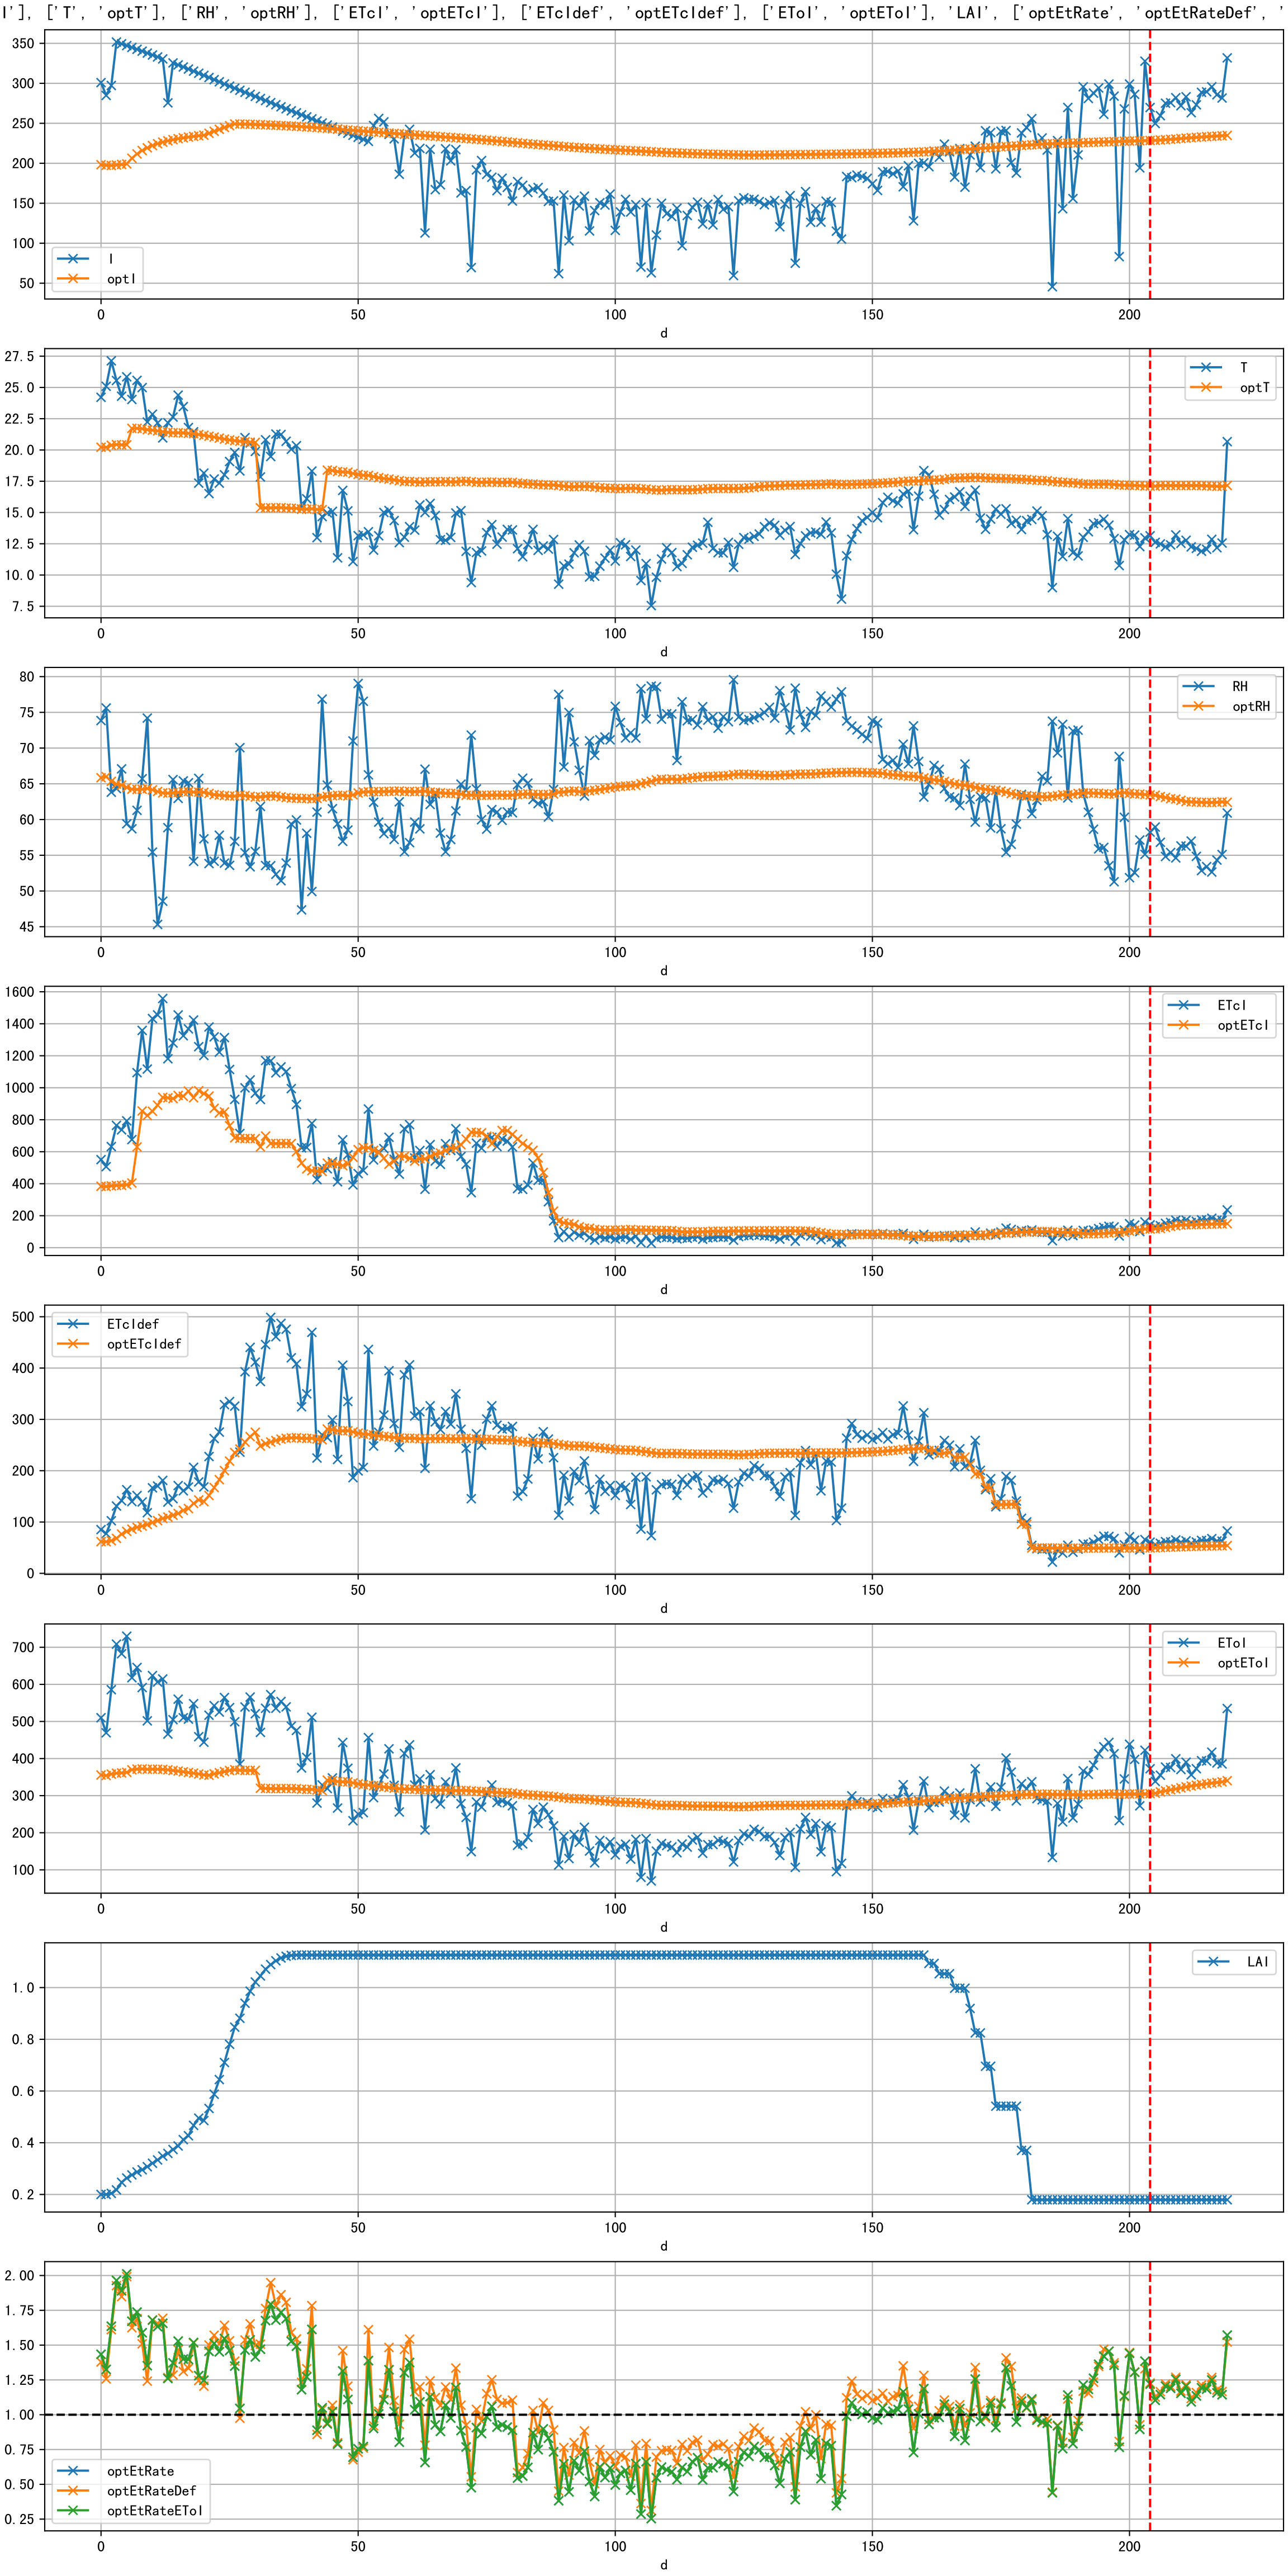 I'], ['T', 'optT'], ['RH', 'optRH'], ['ETcI', 'optETcI'], ['ETcIdef', 'optETcIdef'], ['EToI', 'optEToI'], 'LAI', ['optEtRate', 'optEtRateDef', '
350
300
250
200
150
100
50
I
optI
0 50 100 150 200
d
27.5
25.0
22.5
20.0
17.5
15.0
12.5
10.0
7.5
T
optT
0 50 100 150 200
d
80
75
70
65
60
55
50
45
RH
optRH
0 50 100 150 200
d
1600
1400
1200
1000
800
600
400
200
0
ETcI
optETcI
0 50 100 150 200
d
500
400
300
200
100
0
ETcIdef
optETcIdef
0 50 100 150 200
d
700
600
500
400
300
200
100
EToI
optEToI
0 50 100 150 200
d
1.0
0.8
0.6
0.4
0.2
LAI
0 50 100 150 200
d
2.00
1.75
1.50
1.25
1.00
0.75
0.50
0.25
optEtRate
optEtRateDef
optEtRateEToI
0 50 100 150 200
d